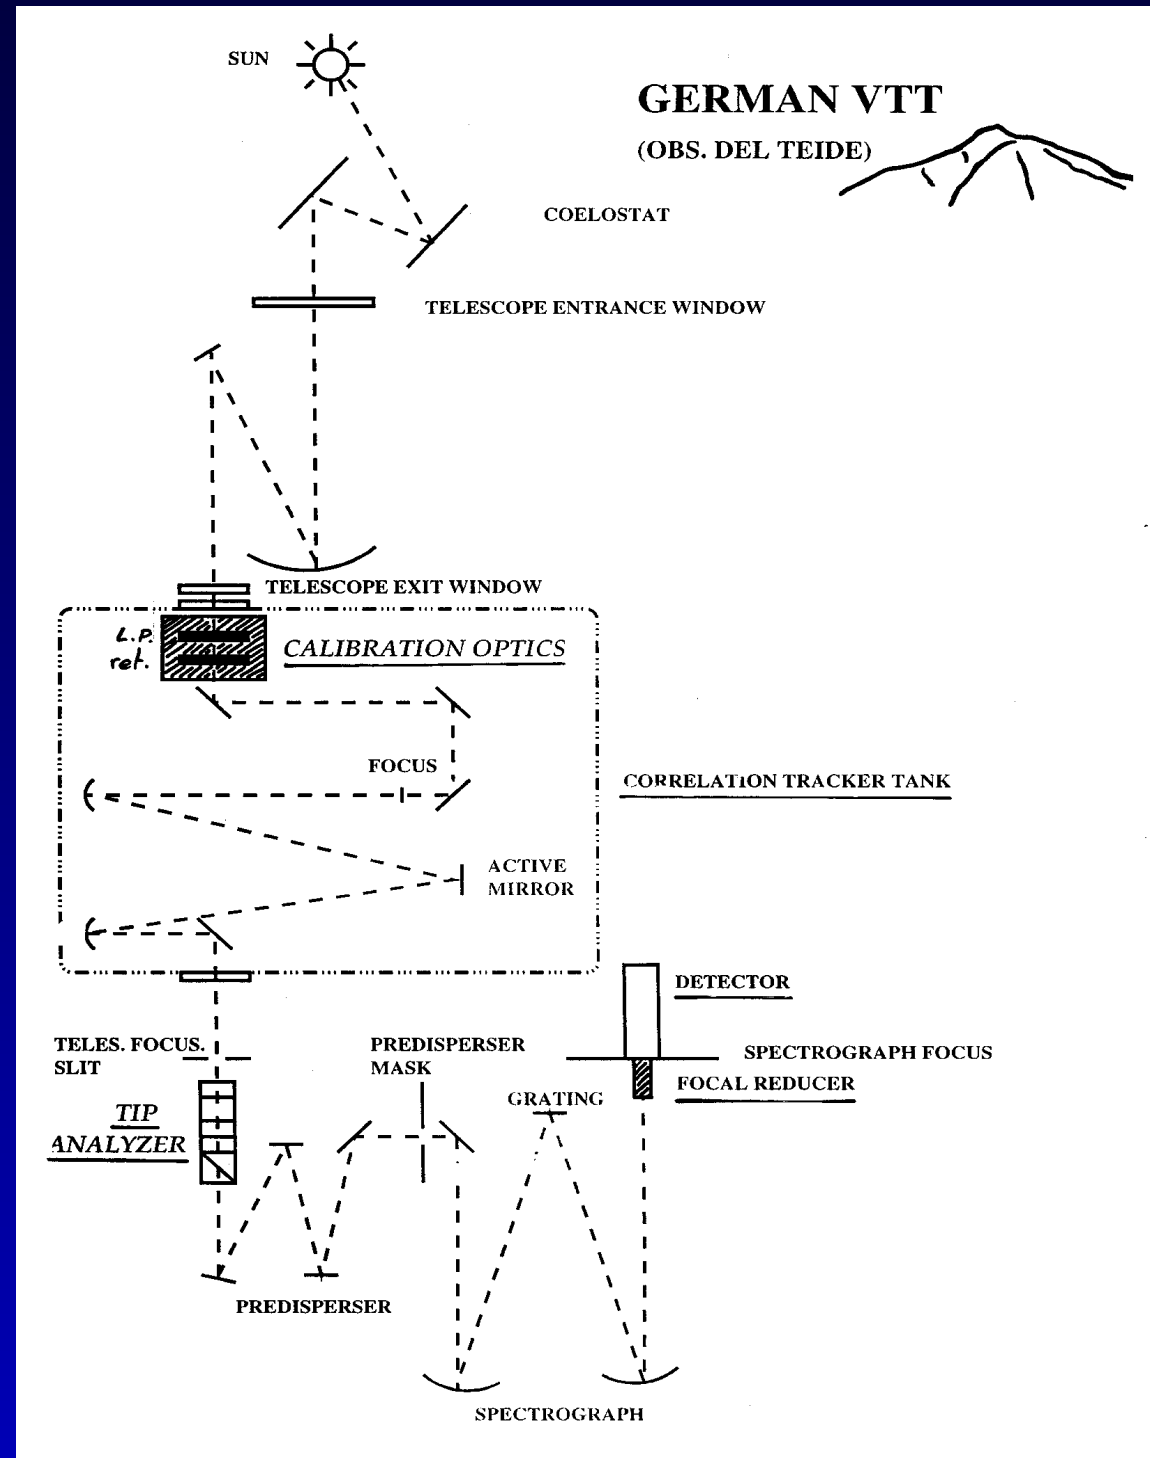 SUN
GERMAN VTT
(OBS. DEL TEIDE)
COELOSTAT
TELESCOPE ENTRANCE WINDOW
TELESCOPE EXIT WINDOW
L.P.
ret.
CALIBRATION OPTICS
FOCUS
CORRELATION TRACKER TANK
ACTIVE
MIRROR
DETECTOR
TELES. FOCUS.
SLIT
PREDISPERSER
MASK
SPECTROGRAPH FOCUS
FOCAL REDUCER
GRATING
TIP
ANALYZER
PREDISPERSER
SPECTROGRAPH